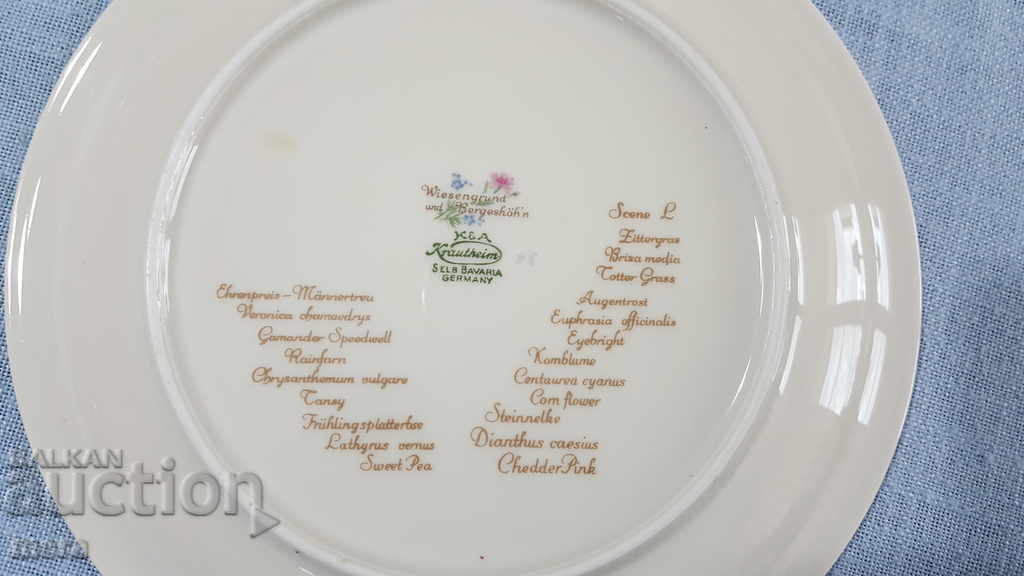 Wiesengrund
und Bergeshöh'n
K&A
Krautheim
SELB BAVARIA
GERMANY
Ehrenpreis-Männertreu
Veronica chamaedrys
Gamander Speedwell
Rainfarn
Chrysanthemum vulgare
Tansy
Frühlingsplatterbse
Lathyrus vernus
Sweet Pea
Scene L
Zittergras
Briza media
Totter Grass
Augentrost
Euphrasia officinalis
Eyebright
Kornblume
Centaurea cyanus
Corn flower
Steinnelke
Dianthus caesius
Chedder Pink
BALKAN
auction
mera